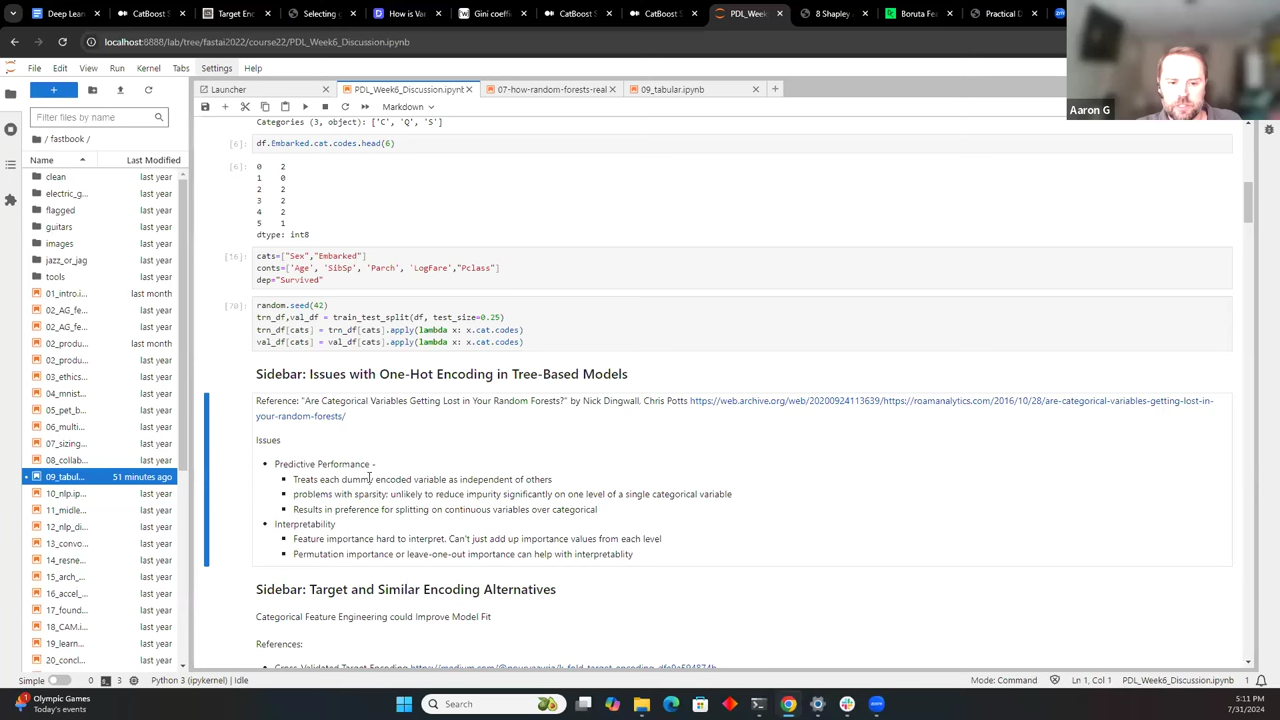 Deep Lear
CatBoost
Target Enc
Selecting
How is Var
Gini coeffic
CatBoost S
CatBoost S
PDL_Week
8 Shapley
Boruta Fea
Practical D
localhost:8888/lab/tree/fastai2022/course22/PDL_Week6_Discussion.ipynb
File Edit View Run Kernel Tabs Settings Help
Launcher
PDL_Week6_Discussion.ipynb
07-how-random-forests-real
09_tabular.ipynb
Filter files by name
Markdown
/ fastbook /
Name Last Modified
clean last year
electric_g... last year
flagged last year
guitars last year
images last year
jazz_or_jag last year
tools last year
01_intro.i... last month
02_AG_fe... last year
02_AG_fe... last year
02_produ... last month
02_produ... last year
03_ethics... last year
04_mnist... last year
05_pet_b... last year
06_multi... last year
07_sizing... last year
08_collab... last year
09_tabul... 51 minutes ago
10_nlp.ip... last year
11_midle... last year
12_nlp_di... last year
13_convo... last year
14_resne... last year
15_arch_... last year
16_accel_... last year
17_found... last year
18_CAM.i... last year
19_learn... last year
20_concl... last year
Categories (3, object): ['C', 'Q', 'S']
[6]: df.Embarked.cat.codes.head(6)
[6]: 0 2
1 0
2 2
3 2
4 2
5 1
dtype: int8
[16]: cats=["Sex","Embarked"]
conts=['Age', 'SibSp', 'Parch', 'LogFare',"Pclass"]
dep="Survived"
[70]: random.seed(42)
trn_df,val_df = train_test_split(df, test_size=0.25)
trn_df[cats] = trn_df[cats].apply(lambda x: x.cat.codes)
val_df[cats] = val_df[cats].apply(lambda x: x.cat.codes)
Sidebar: Issues with One-Hot Encoding in Tree-Based Models
Reference: "Are Categorical Variables Getting Lost in Your Random Forests?" by Nick Dingwall, Chris Potts https://web.archive.org/web/20200924113639/https://roamanalytics.com/2016/10/28/are-categorical-variables-getting-lost-in-
your-random-forests/
Issues
Predictive Performance -
Treats each dummy encoded variable as independent of others
problems with sparsity: unlikely to reduce impurity significantly on one level of a single categorical variable
Results in preference for splitting on continuous variables over categorical
Interpretability
Feature importance hard to interpret. Can't just add up importance values from each level
Permutation importance or leave-one-out importance can help with interpretablity
Sidebar: Target and Similar Encoding Alternatives
Categorical Feature Engineering could Improve Model Fit
References:
Aaron G
Simple 0 3 Python 3 (ipykernel) | Idle
Mode: Command Ln 1, Col 1 PDL_Week6_Discussion.ipynb 1
Olympic Games
Today's events
Search
5:11 PM
7/31/2024